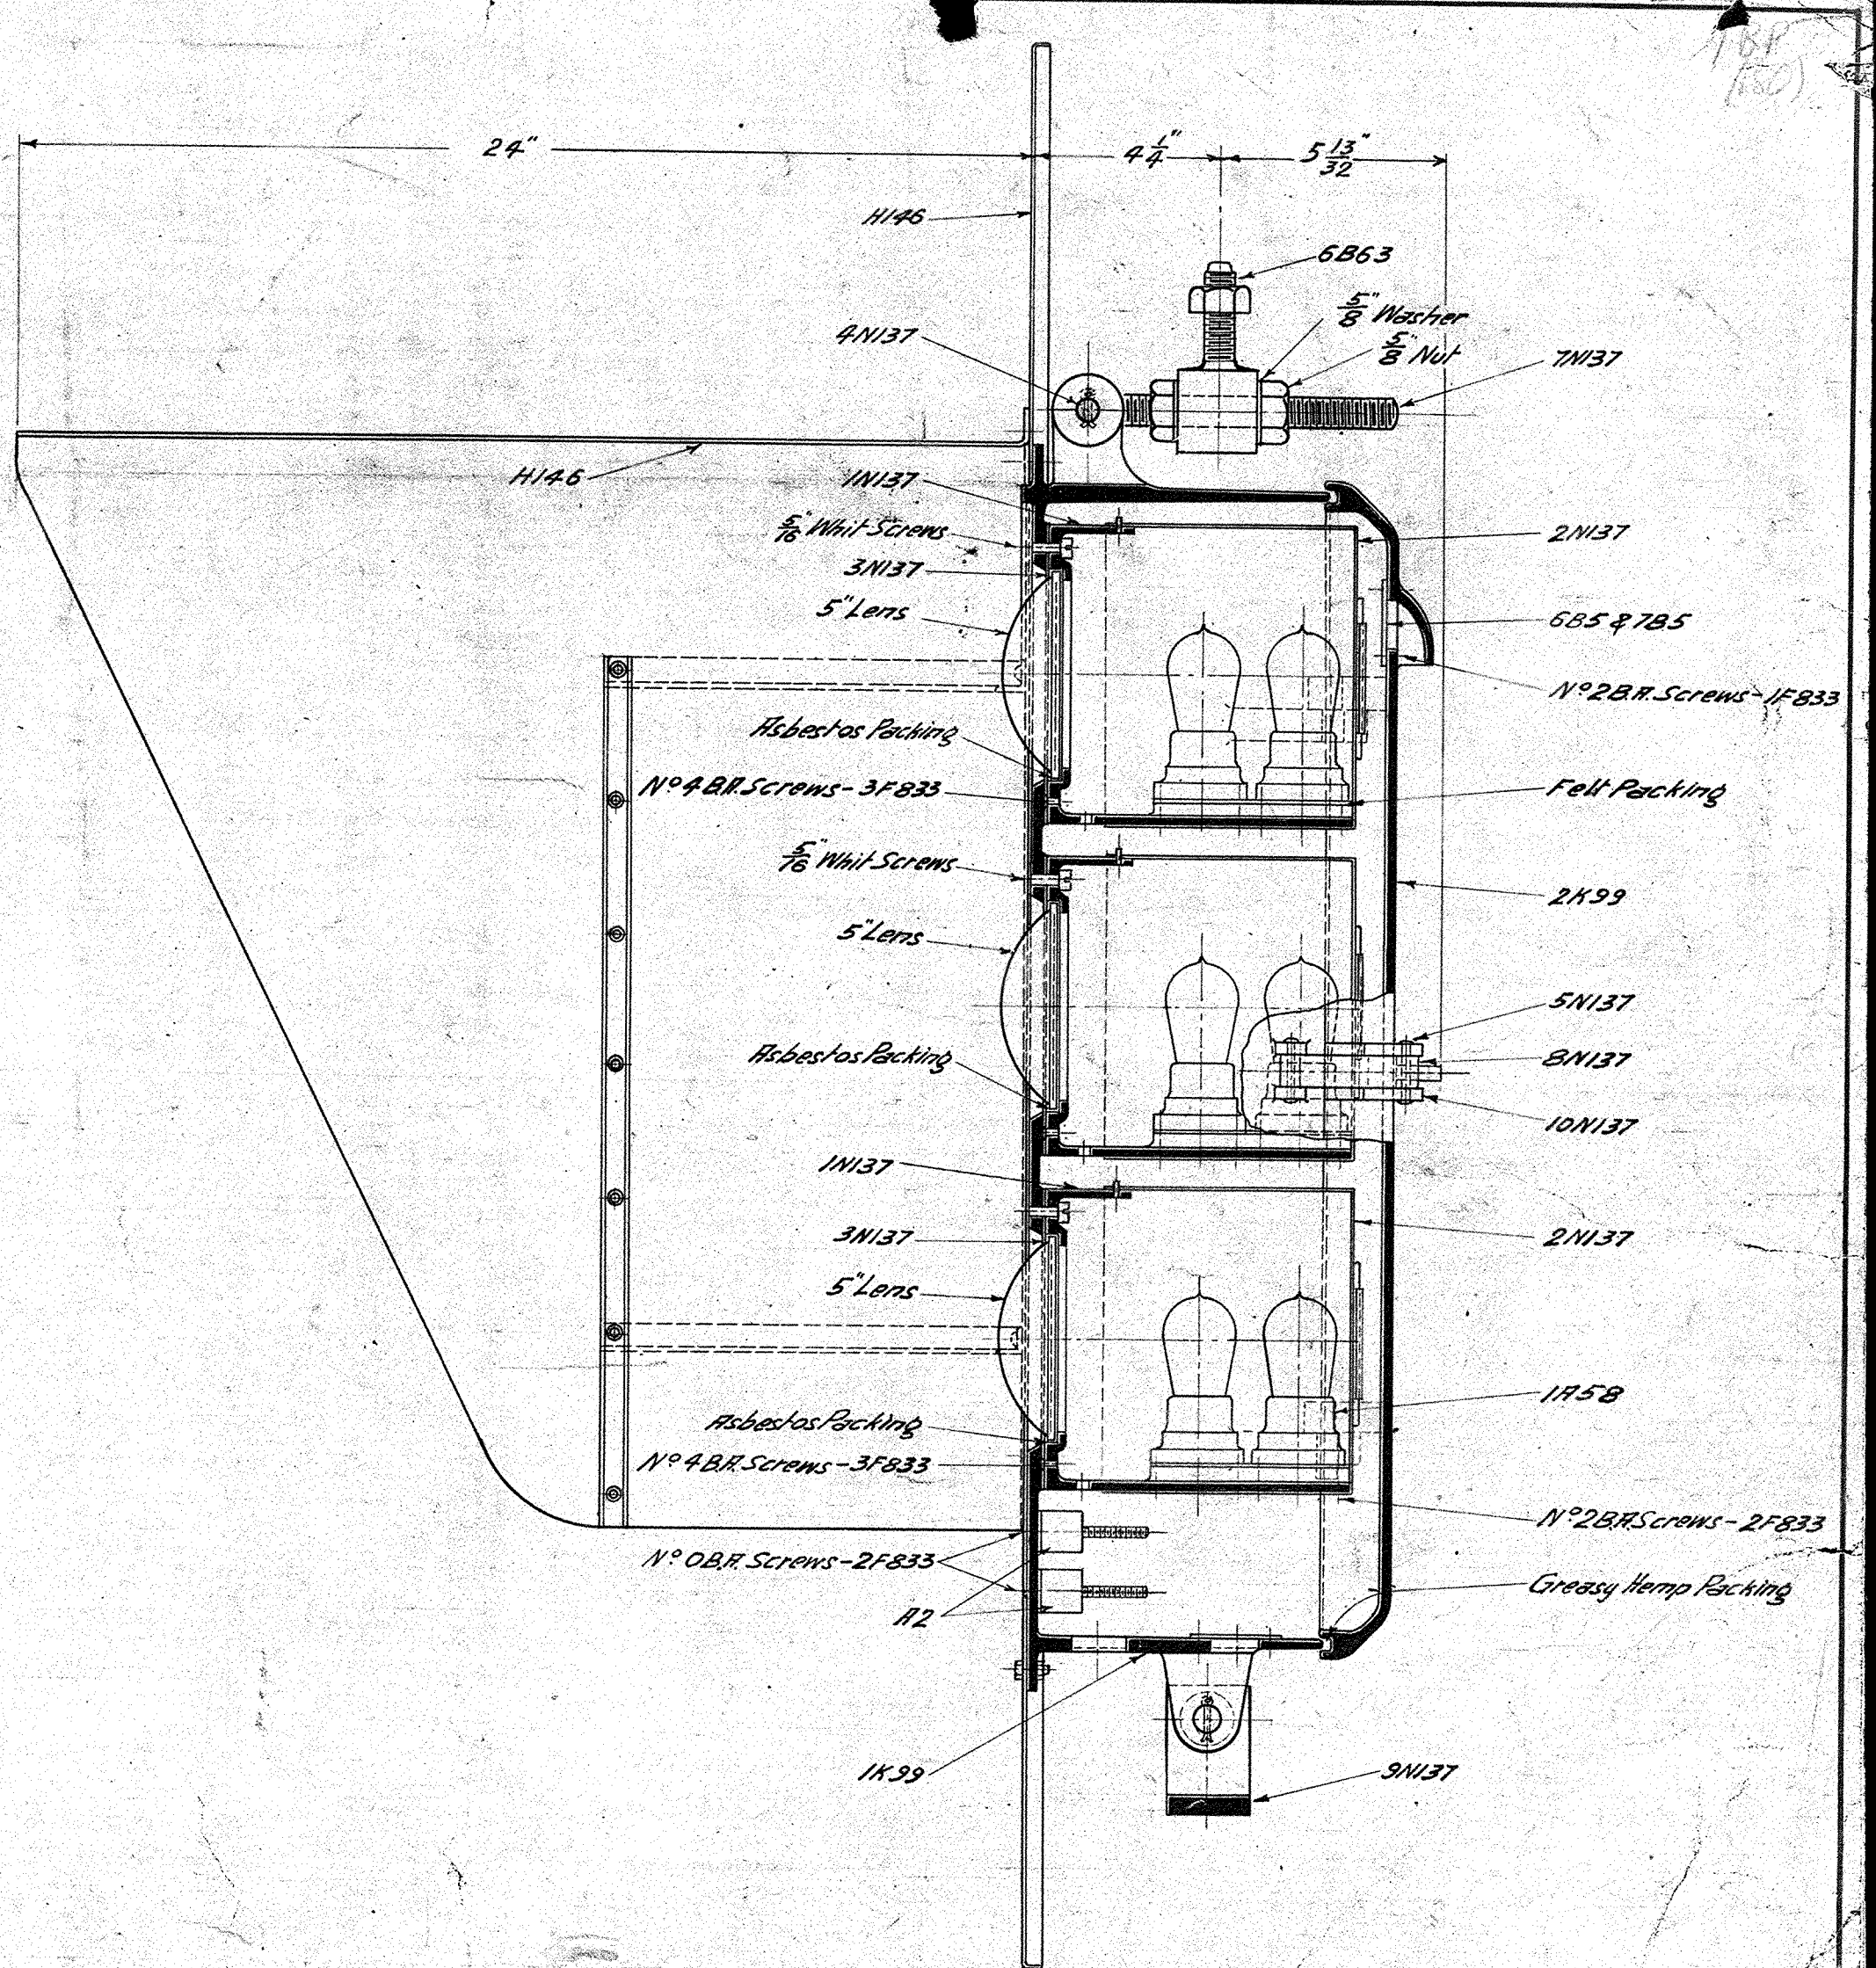 24"
4 1/4"
5 13/32"
H146
6B63
5/8" Washer
5/8" Nut
4N137
7N137
H146
1N137
5/16" Whit Screws
2N137
3N137
5" Lens
6B5 & 7B5
Nº 2 B.A. Screws - 1F833
Asbestos Packing
Nº 4 B.A. Screws - 3F833
Felt Packing
5/16" Whit Screws
2K99
5" Lens
5N137
Asbestos Packing
8N137
10N137
1N137
3N137
2N137
5" Lens
1A58
Asbestos Packing
Nº 4 B.A. Screws - 3F833
Nº 2 B.A. Screws - 2F833
Nº 0 B.A. Screws - 2F833
Greasy Hemp Packing
A2
1K99
9N137